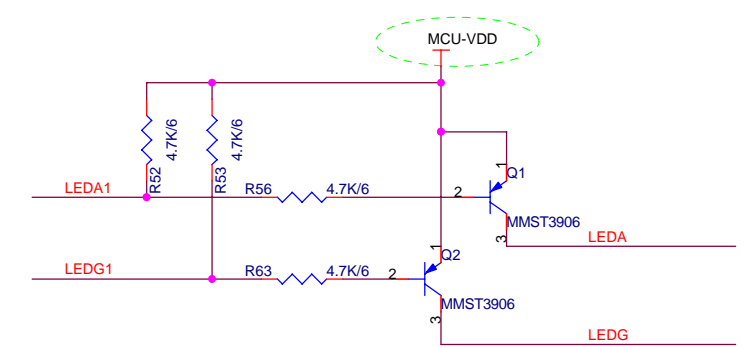 MCU-VDD
R52
4.7K/6
R53
4.7K/6
1
Q1
LEDA1
R56
4.7K/6
2
MMST3906
3
LEDA
1
Q2
LEDG1
R63
4.7K/6
2
MMST3906
3
LEDG